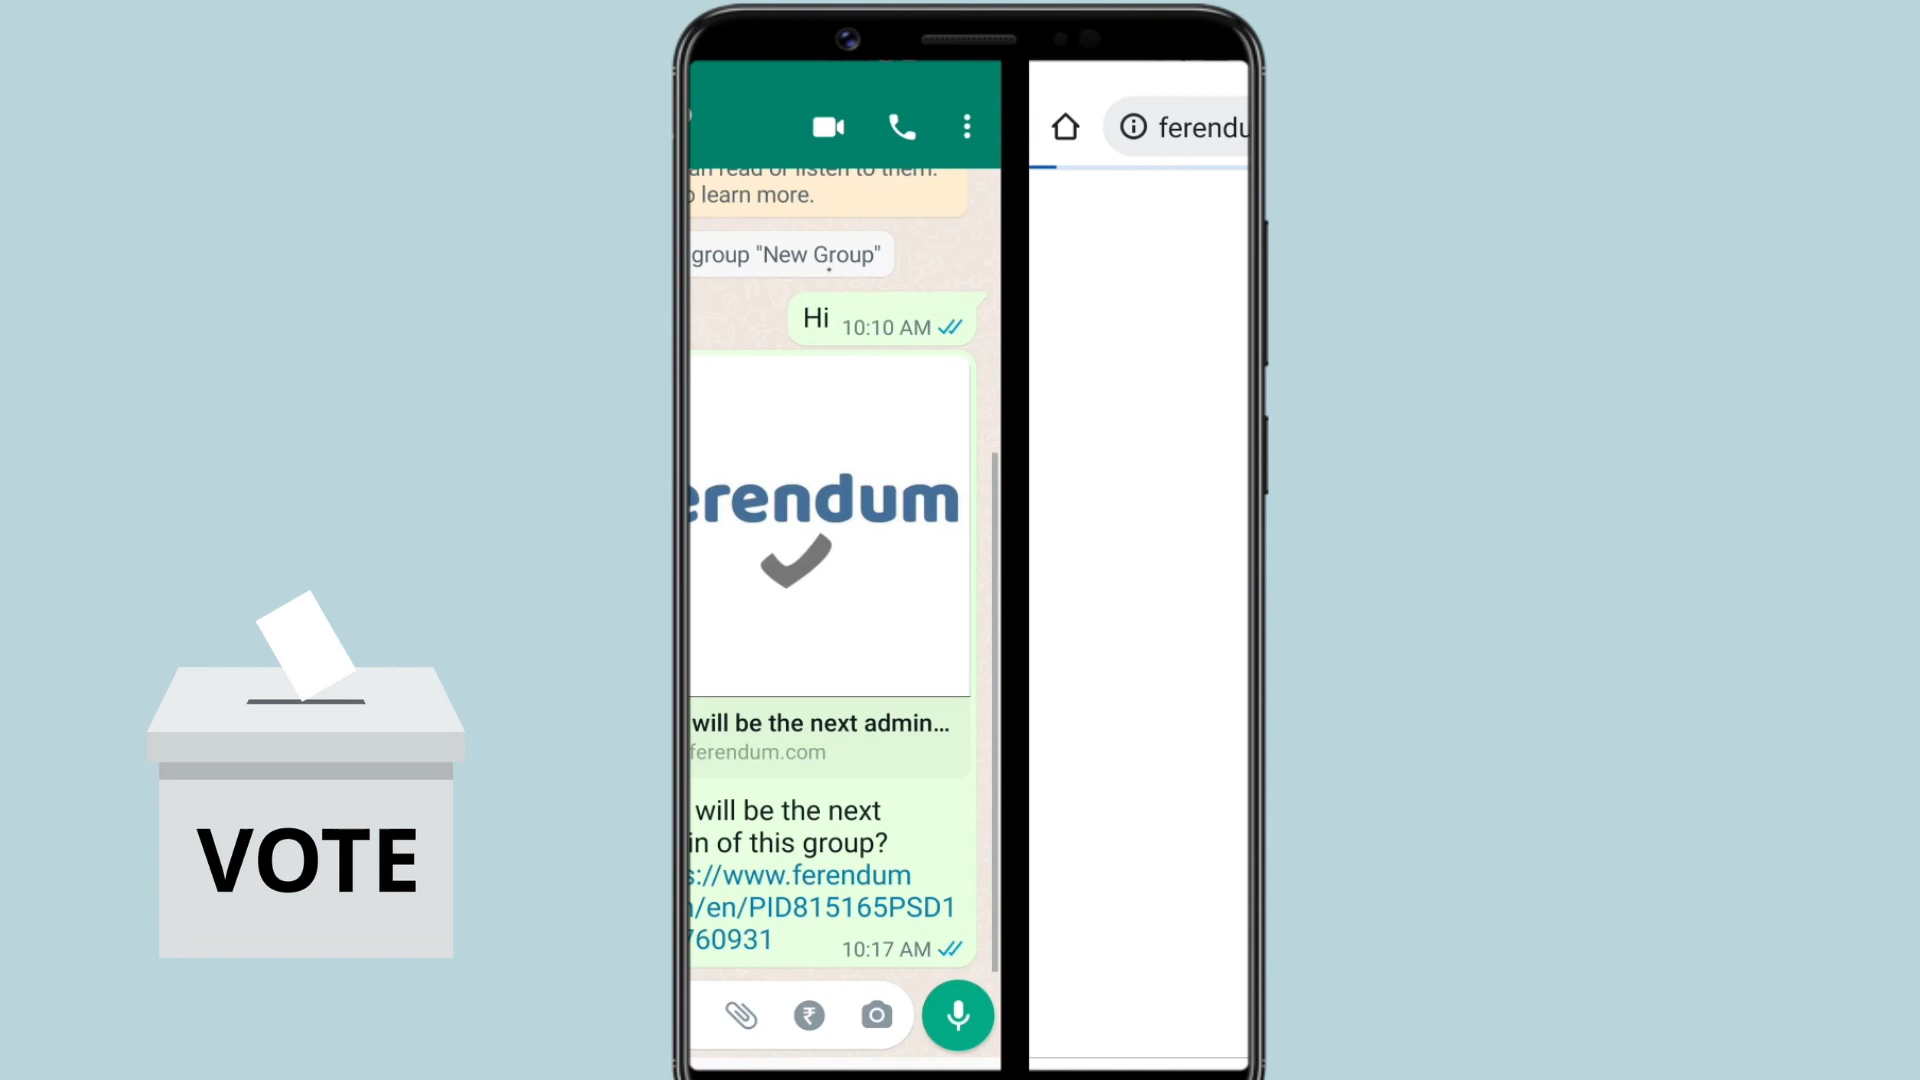 learn more.
group "New Group"
Hi 10:10 AM
erendum
will be the next admin...
ferendum.com
will be the next
in of this group?
s://www.ferendum
/en/PID815165PSD1
760931
10:17 AM
ferendu
VOTE